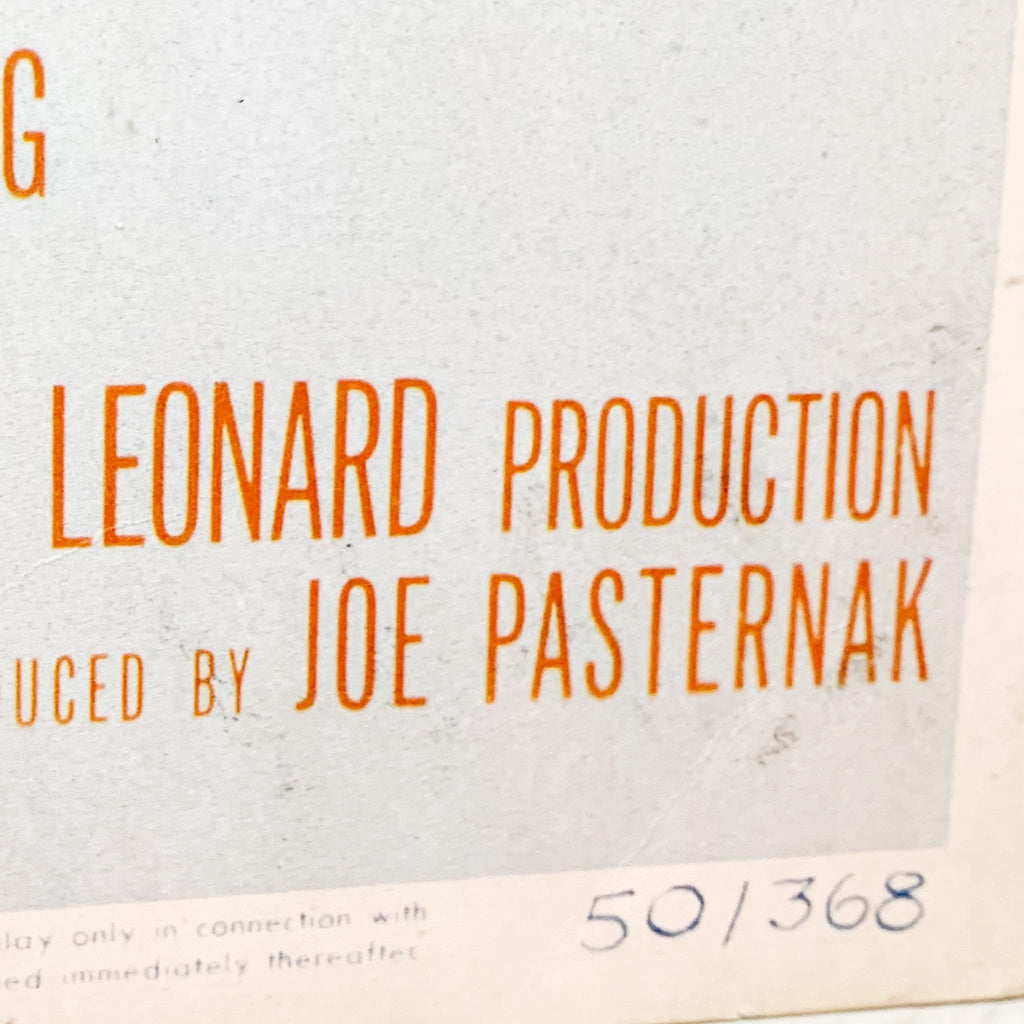 G
LEONARD PRODUCTION
UCED BY JOE PASTERNAK
50/368
lay only in connection with
ed immediately thereafter